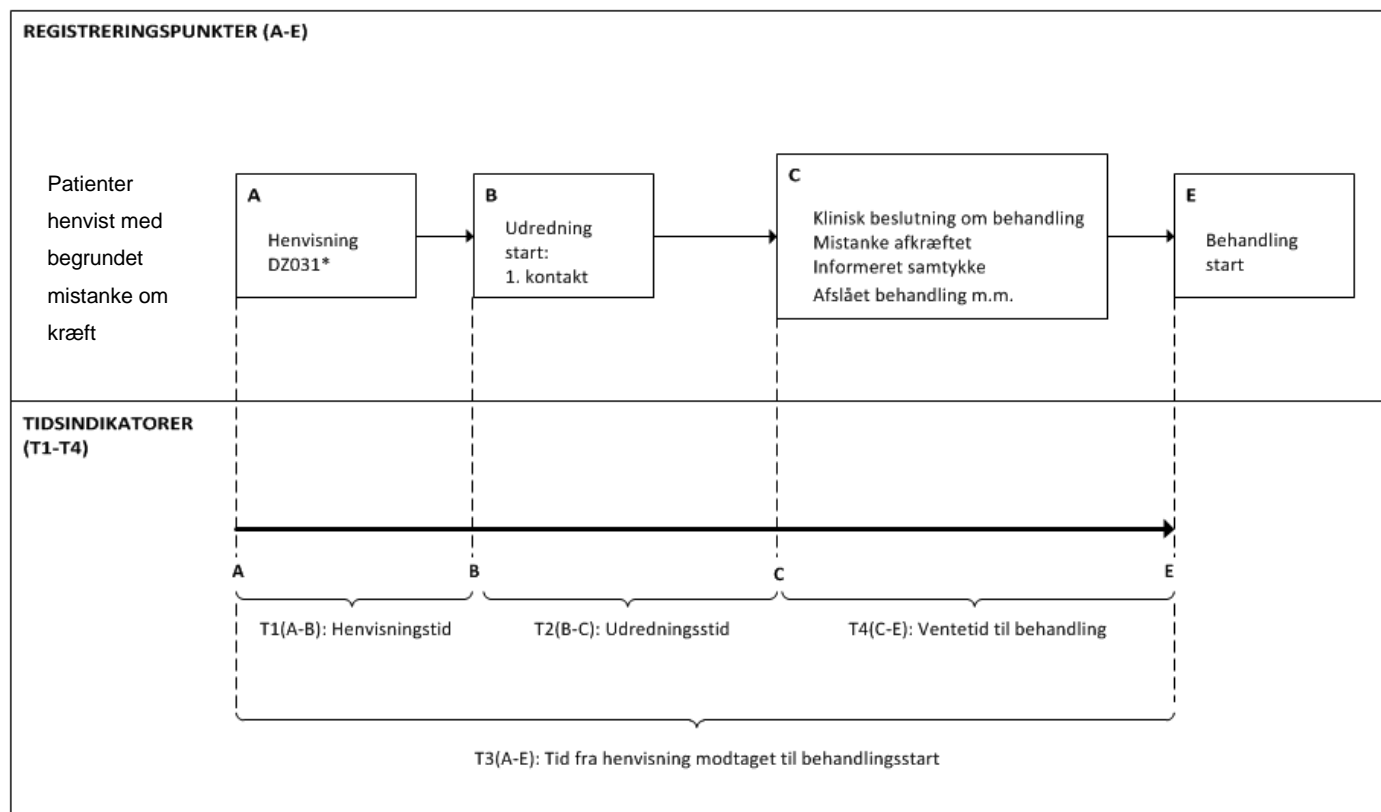 REGISTRERINGSPUNKTER (A-E)
Patienter
henvist med
begrundet
mistanke om
kræft
A
Henvisning
DZ031*
B
Udredning
start:
1. kontakt
C
Klinisk beslutning om behandling
Mistanke afkræftet
Informeret samtykke
Afslået behandling m.m.
E
Behandling
start
TIDSINDIKATORER
(T1-T4)
A
B
C
E
T1(A-B): Henvisningstid
T2(B-C): Udredningsstid
T4(C-E): Ventetid til behandling
T3(A-E): Tid fra henvisning modtaget til behandlingsstart